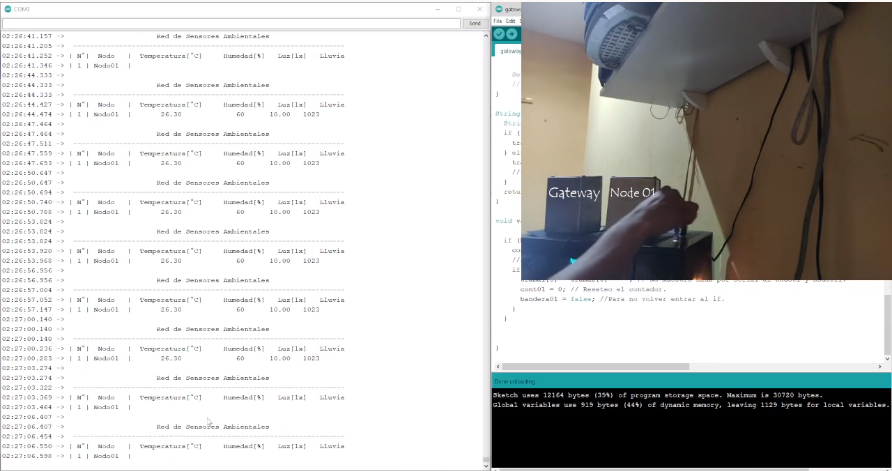 COM3
Send
02:26:41.157 -> Red de Sensores Ambientales
02:26:41.205 -> ------------------------------------------------------------
02:26:41.252 -> | N°| Nodo | Temperatura[°C] Humedad[%] Luz[lx] Lluvia
02:26:41.346 -> | 1 | Nodo01 |
02:26:44.333 ->
02:26:44.333 -> Red de Sensores Ambientales
02:26:44.333 -> ------------------------------------------------------------
02:26:44.427 -> | N°| Nodo | Temperatura[°C] Humedad[%] Luz[lx] Lluvia
02:26:44.474 -> | 1 | Nodo01 | 26.30 60 10.00 1023
02:26:47.464 ->
02:26:47.464 -> Red de Sensores Ambientales
02:26:47.511 -> ------------------------------------------------------------
02:26:47.559 -> | N°| Nodo | Temperatura[°C] Humedad[%] Luz[lx] Lluvia
02:26:47.653 -> | 1 | Nodo01 | 26.30 60 10.00 1023
02:26:50.647 ->
02:26:50.647 -> Red de Sensores Ambientales
02:26:50.694 -> ------------------------------------------------------------
02:26:50.740 -> | N°| Nodo | Temperatura[°C] Humedad[%] Luz[lx] Lluvia
02:26:50.788 -> | 1 | Nodo01 | 26.30 60 10.00 1023
02:26:53.824 ->
02:26:53.824 -> Red de Sensores Ambientales
02:26:53.824 -> ------------------------------------------------------------
02:26:53.920 -> | N°| Nodo | Temperatura[°C] Humedad[%] Luz[lx] Lluvia
02:26:53.968 -> | 1 | Nodo01 | 26.30 60 10.00 1023
02:26:56.956 ->
02:26:56.956 -> Red de Sensores Ambientales
02:26:57.004 -> ------------------------------------------------------------
02:26:57.052 -> | N°| Nodo | Temperatura[°C] Humedad[%] Luz[lx] Lluvia
02:26:57.147 -> | 1 | Nodo01 | 26.30 60 10.00 1023
02:27:00.140 ->
02:27:00.140 -> Red de Sensores Ambientales
02:27:00.140 -> ------------------------------------------------------------
02:27:00.236 -> | N°| Nodo | Temperatura[°C] Humedad[%] Luz[lx] Lluvia
02:27:00.283 -> | 1 | Nodo01 | 26.30 60 10.00 1023
02:27:03.274 ->
02:27:03.274 -> Red de Sensores Ambientales
02:27:03.322 -> ------------------------------------------------------------
02:27:03.369 -> | N°| Nodo | Temperatura[°C] Humedad[%] Luz[lx] Lluvia
02:27:03.464 -> | 1 | Nodo01 |
02:27:06.407 ->
02:27:06.407 -> Red de Sensores Ambientales
02:27:06.454 -> ------------------------------------------------------------
02:27:06.550 -> | N°| Nodo | Temperatura[°C] Humedad[%] Luz[lx] Lluvia
02:27:06.598 -> | 1 | Nodo01 |
File
gateway
//
}
String
if (
} el
//
}
void
if (
//
if
Gateway
Node 01
cont01 = 0; // Reseteo el contador.
bandera01 = false; //Para no volver entrar al if.
}
}
}
Done uploading.
Sketch uses 12164 bytes (39%) of program storage space. Maximum is 30720 bytes.
Global variables use 919 bytes (44%) of dynamic memory, leaving 1129 bytes for local variables.